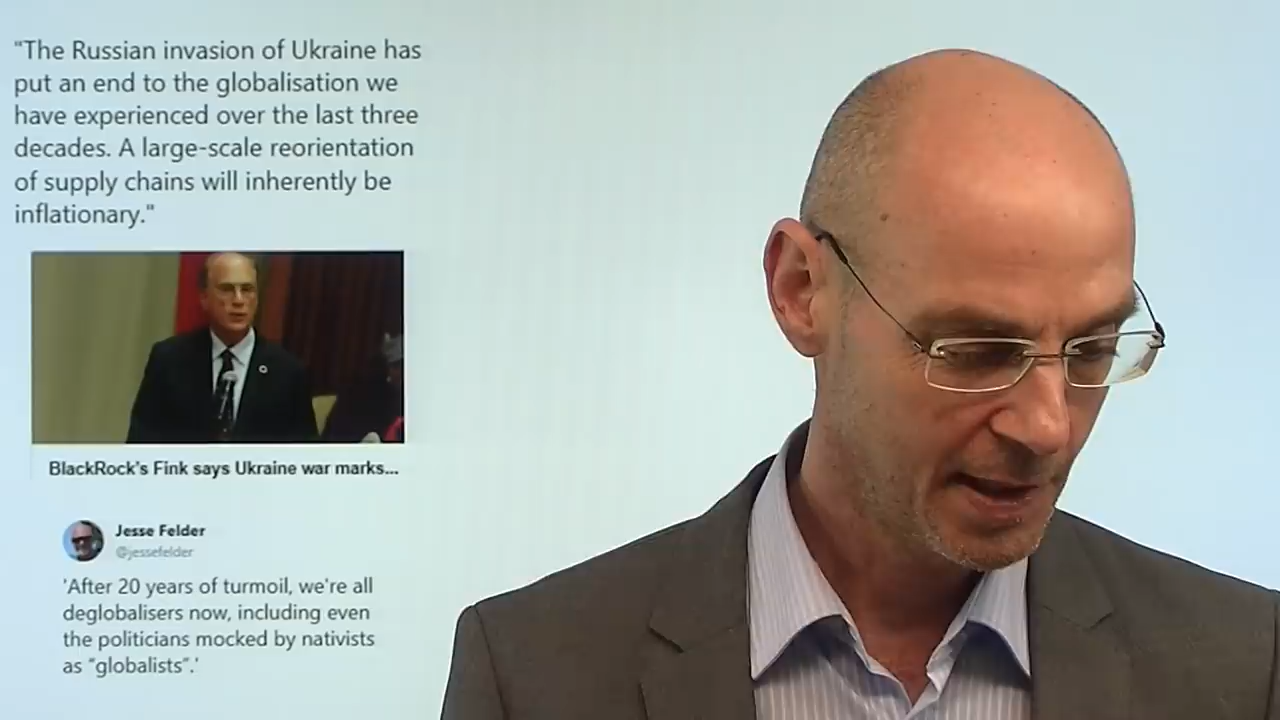 "The Russian invasion of Ukraine has
put an end to the globalisation we
have experienced over the last three
decades. A large-scale reorientation
of supply chains will inherently be
inflationary."
BlackRock's Fink says Ukraine war marks...
Jesse Felder
@jessefelder
'After 20 years of turmoil, we're all
deglobalisers now, including even
the politicians mocked by nativists
as "globalists".'